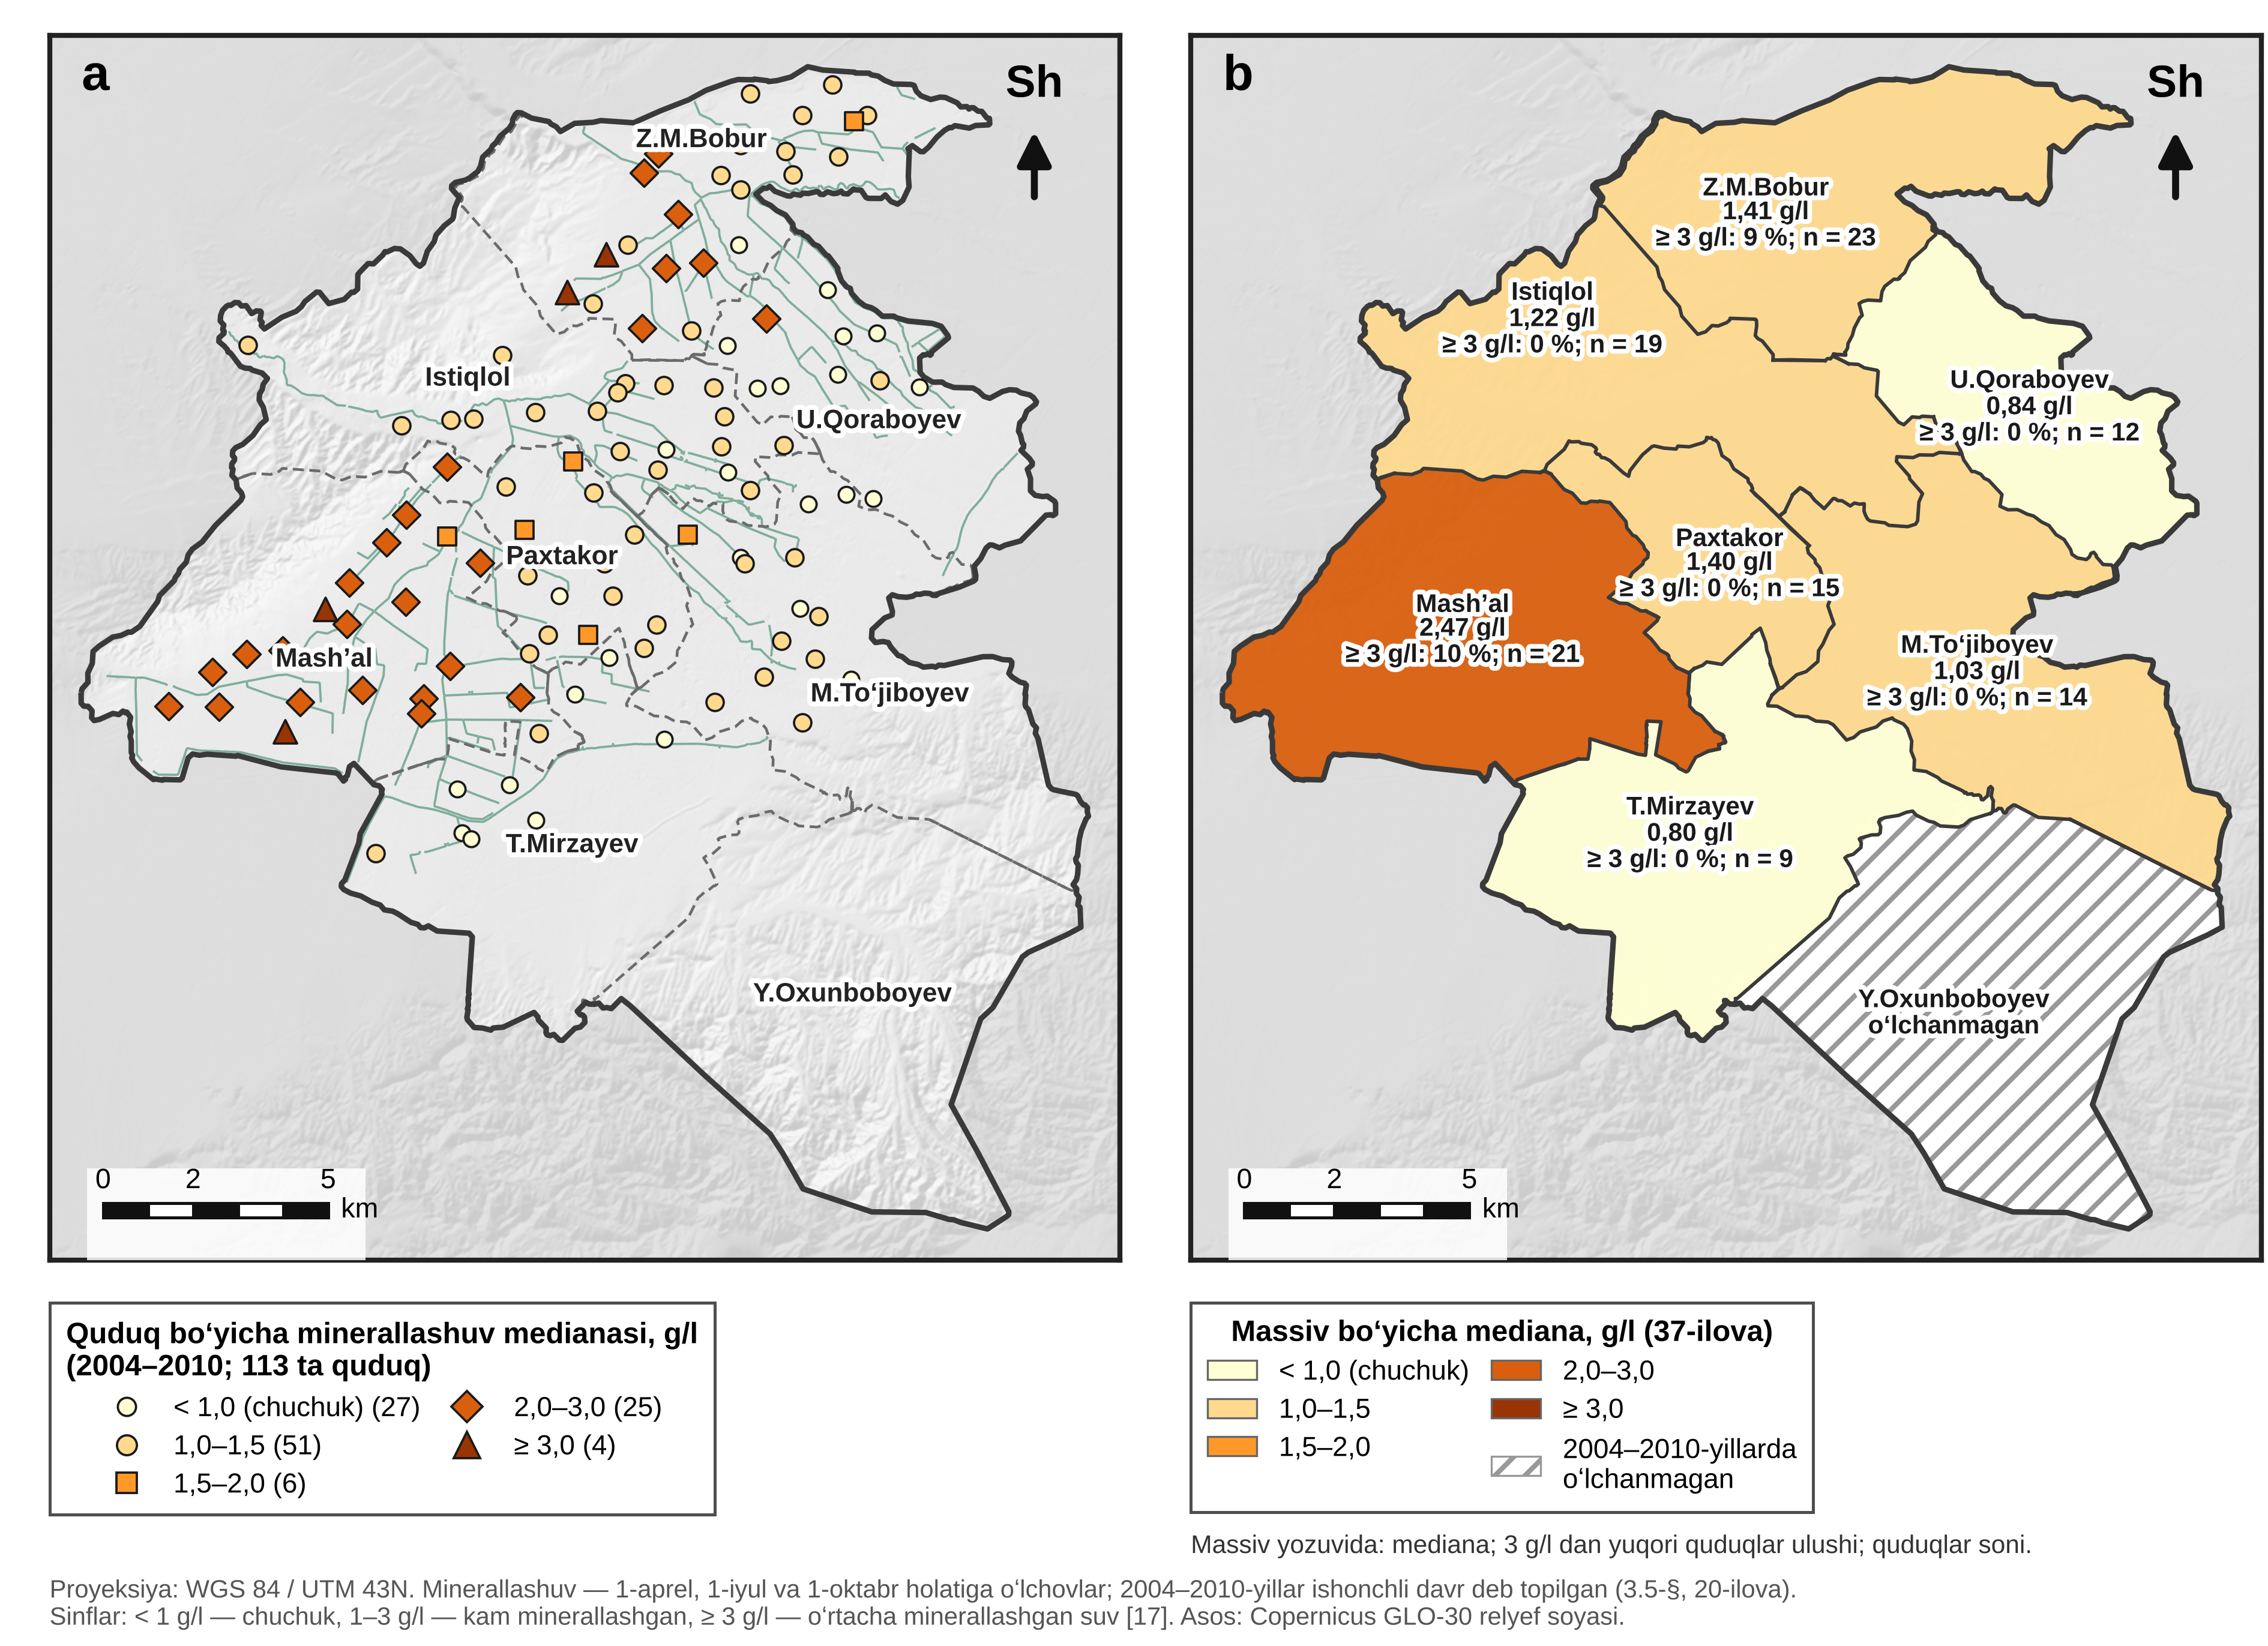 a
Sh
Z.M.Bobur
Istiqlol
U.Qoraboyev
Paxtakor
Mash’al
M.To‘jiboyev
T.Mirzayev
Y.Oxunboboyev
0 2 5
km
b
Sh
Z.M.Bobur
1,41 g/l
≥ 3 g/l: 9 %; n = 23
Istiqlol
1,22 g/l
≥ 3 g/l: 0 %; n = 19
U.Qoraboyev
0,84 g/l
≥ 3 g/l: 0 %; n = 12
Paxtakor
1,40 g/l
≥ 3 g/l: 0 %; n = 15
Mash’al
2,47 g/l
≥ 3 g/l: 10 %; n = 21
M.To‘jiboyev
1,03 g/l
≥ 3 g/l: 0 %; n = 14
T.Mirzayev
0,80 g/l
≥ 3 g/l: 0 %; n = 9
Y.Oxunboboyev
o‘lchanmagan
0 2 5
km
Quduq bo‘yicha minerallashuv medianasi, g/l
(2004–2010; 113 ta quduq)
< 1,0 (chuchuk) (27)
1,0–1,5 (51)
1,5–2,0 (6)
2,0–3,0 (25)
≥ 3,0 (4)
Massiv bo‘yicha mediana, g/l (37-ilova)
< 1,0 (chuchuk)
1,0–1,5
1,5–2,0
2,0–3,0
≥ 3,0
2004–2010-yillarda
o‘lchanmagan
Massiv yozuvida: mediana; 3 g/l dan yuqori quduqlar ulushi; quduqlar soni.
Proyeksiya: WGS 84 / UTM 43N. Minerallashuv — 1-aprel, 1-iyul va 1-oktabr holatiga o‘lchovlar; 2004–2010-yillar ishonchli davr deb topilgan (3.5-§, 20-ilova).
Sinflar: < 1 g/l — chuchuk, 1–3 g/l — kam minerallashgan, ≥ 3 g/l — o‘rtacha minerallashgan suv [17]. Asos: Copernicus GLO-30 relyef soyasi.